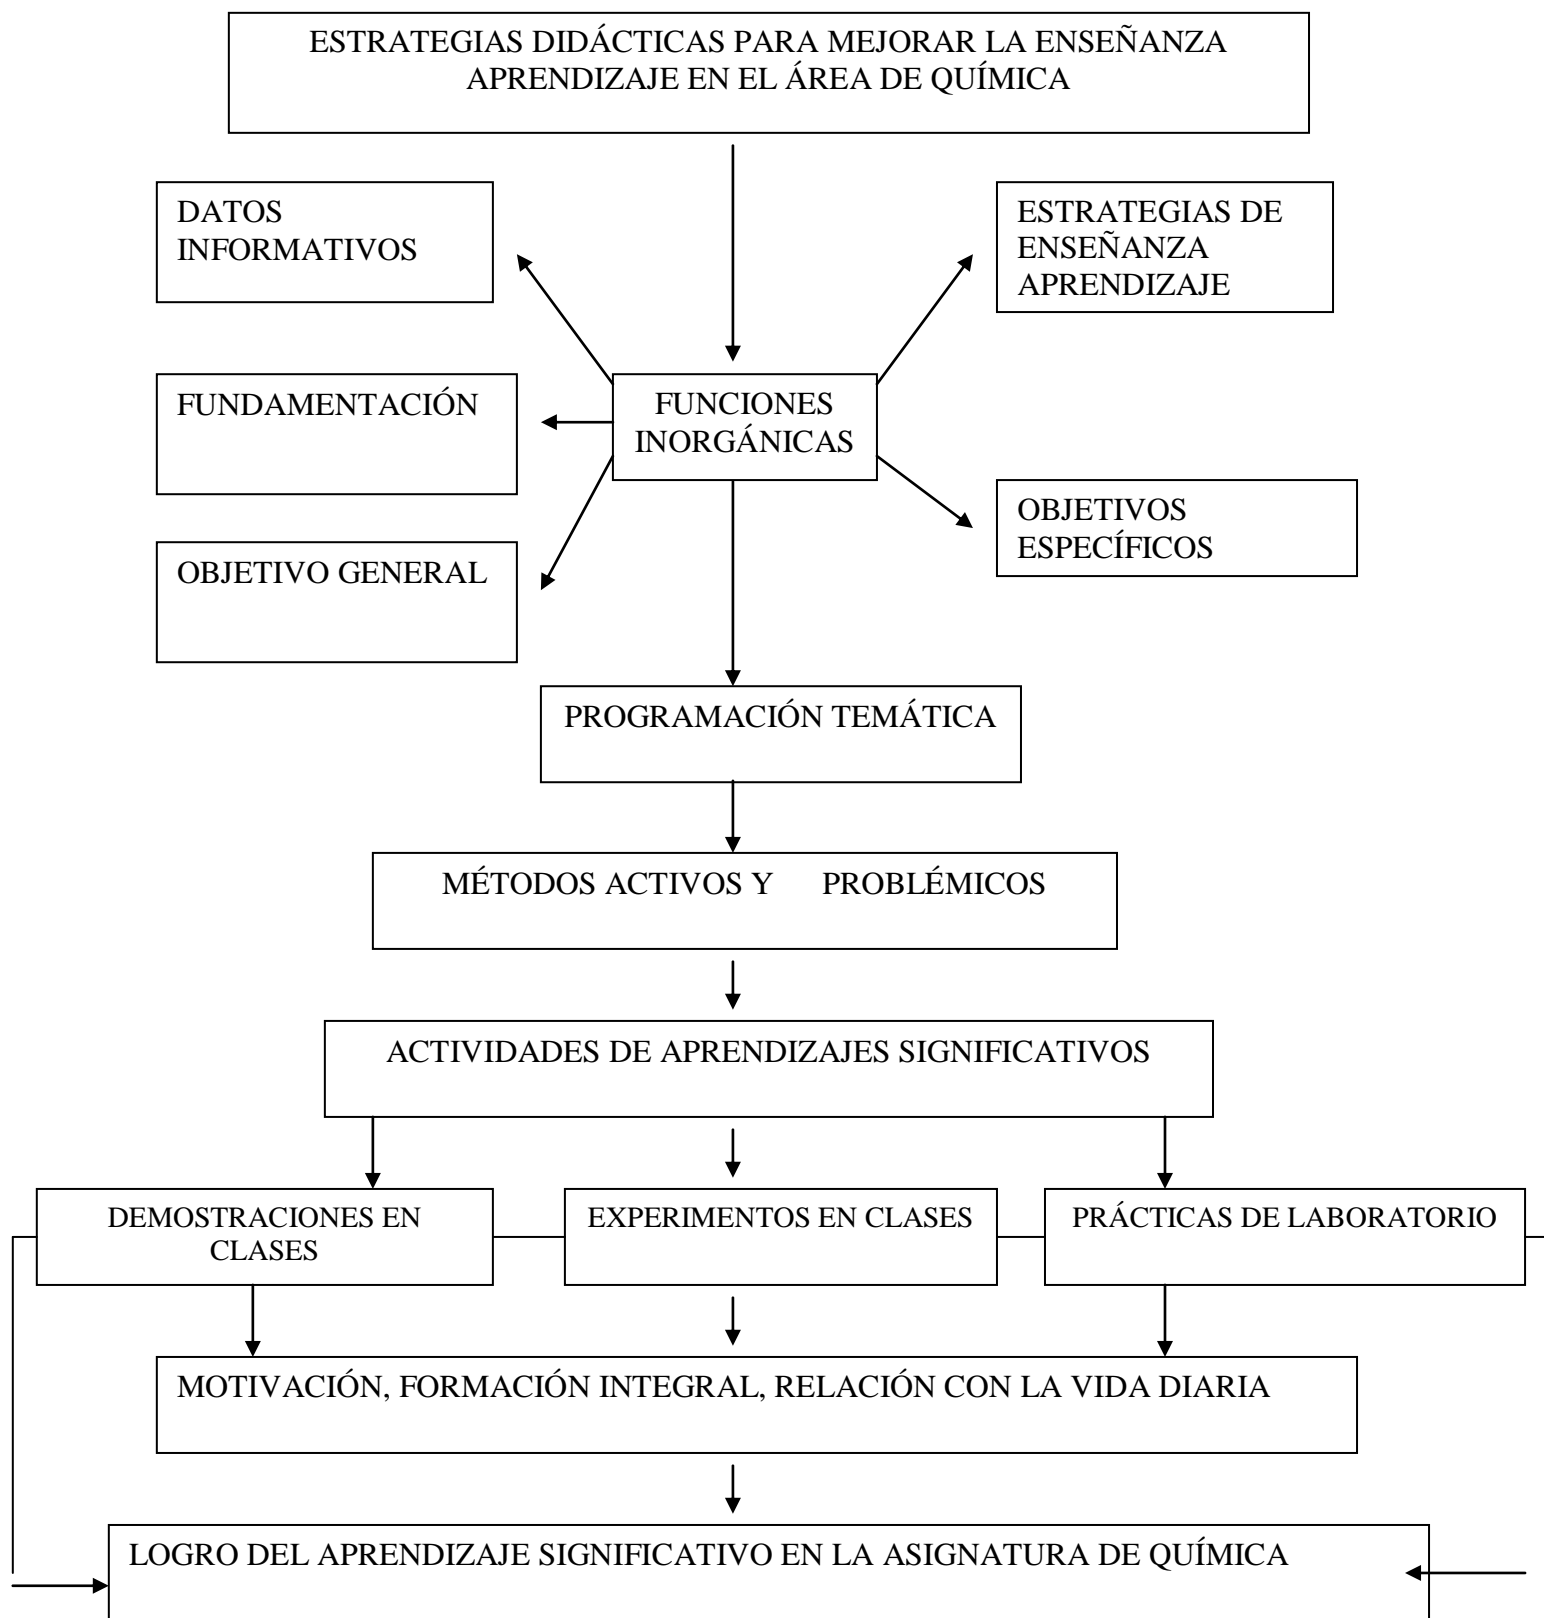 ESTRATEGIAS DIDÁCTICAS PARA MEJORAR LA ENSEÑANZA
APRENDIZAJE EN EL ÁREA DE QUÍMICA
DATOS
INFORMATIVOS
ESTRATEGIAS DE
ENSEÑANZA
APRENDIZAJE
FUNDAMENTACIÓN
FUNCIONES
INORGÁNICAS
OBJETIVO GENERAL
OBJETIVOS
ESPECÍFICOS
PROGRAMACIÓN TEMÁTICA
MÉTODOS ACTIVOS Y PROBLÉMICOS
ACTIVIDADES DE APRENDIZAJES SIGNIFICATIVOS
DEMOSTRACIONES EN
CLASES
EXPERIMENTOS EN CLASES
PRÁCTICAS DE LABORATORIO
MOTIVACIÓN, FORMACIÓN INTEGRAL, RELACIÓN CON LA VIDA DIARIA
LOGRO DEL APRENDIZAJE SIGNIFICATIVO EN LA ASIGNATURA DE QUÍMICA